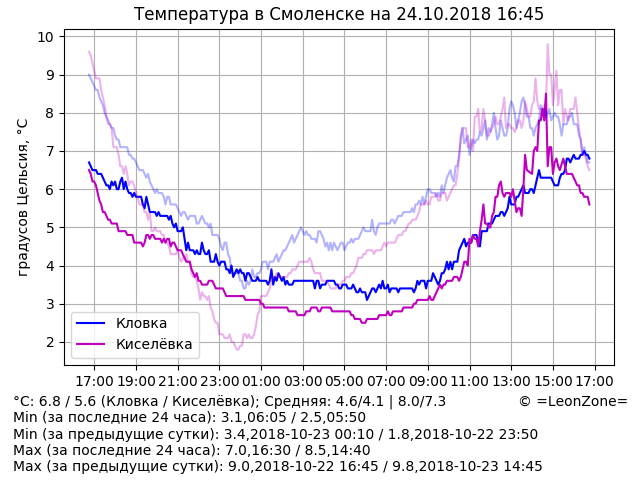 Температура в Смоленске на 24.10.2018 16:45
градусов Цельсия, °C
10
9
8
7
6
5
4
3
2
Кловка
Киселёвка
17:00 19:00 21:00 23:00 01:00 03:00 05:00 07:00 09:00 11:00 13:00 15:00 17:00
°C: 6.8 / 5.6 (Кловка / Киселёвка); Средняя: 4.6/4.1 | 8.0/7.3 © =LeonZone=
Min (за последние 24 часа): 3.1,06:05 / 2.5,05:50
Min (за предыдущие сутки): 3.4,2018-10-23 00:10 / 1.8,2018-10-22 23:50
Max (за последние 24 часа): 7.0,16:30 / 8.5,14:40
Max (за предыдущие сутки): 9.0,2018-10-22 16:45 / 9.8,2018-10-23 14:45